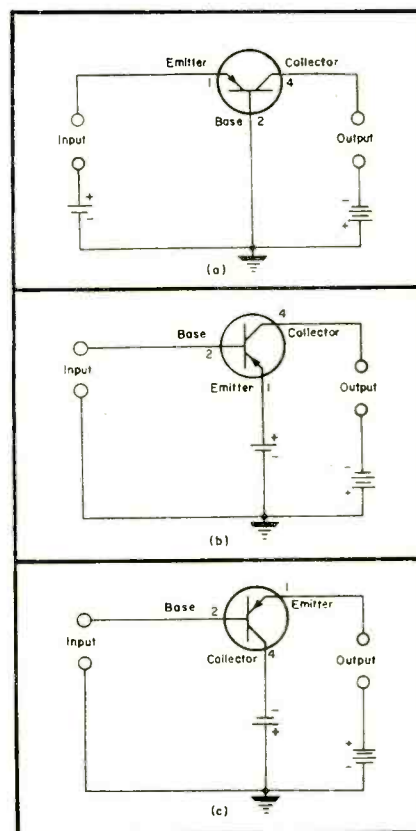 Emitter Collector
1 4
Base 2
Input Output
+ -
- +
(a)
4
Base Collector
2
Input
Emitter 1 Output
+
- -
+
(b)
1
Base Emitter
2
Input
Collector 4 Output
-
+ +
-
(c)